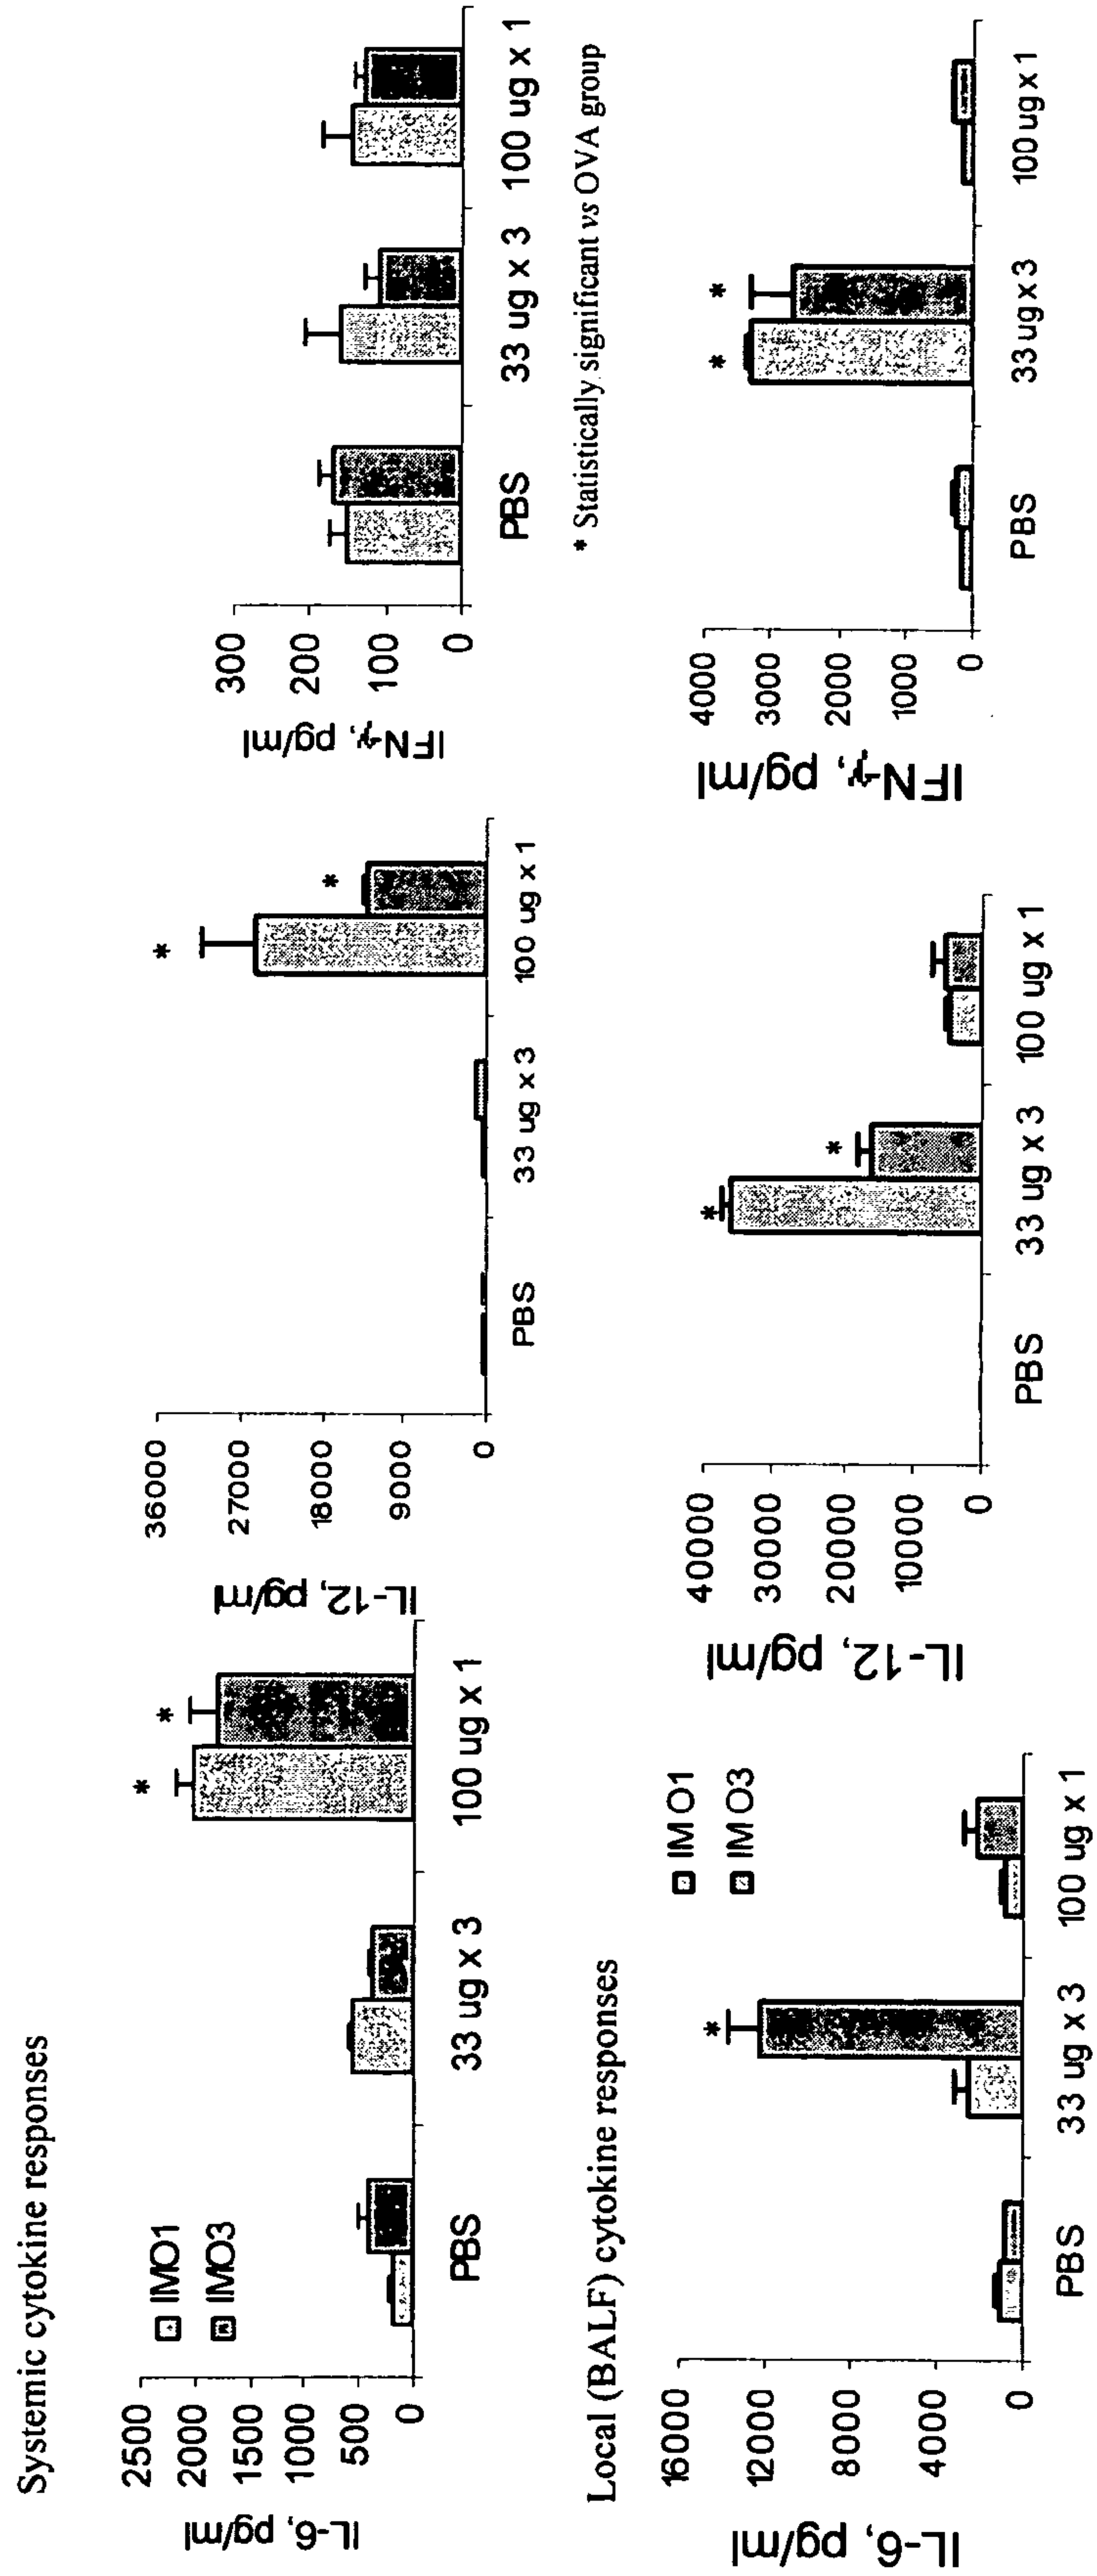 Systemic cytokine responses
IL-6, pg/ml
2500
2000
1500
1000
500
0
IMO1
IMO3
*
*
PBS
33 ug x 3
100 ug x 1
IL-12, pg/ml
36000
27000
18000
9000
0
*
*
PBS
33 ug x 3
100 ug x 1
IFN-γ, pg/ml
300
200
100
0
PBS
33 ug x 3
100 ug x 1
* Statistically significant vs OVA group
Local (BALF) cytokine responses
IL-6, pg/ml
16000
12000
8000
4000
0
IM O1
IM O3
*
PBS
33 ug x 3
100 ug x 1
IL-12, pg/ml
40000
30000
20000
10000
0
*
*
PBS
33 ug x 3
100 ug x 1
IFN-γ, pg/ml
4000
3000
2000
1000
0
*
*
PBS
33 ug x 3
100 ug x 1